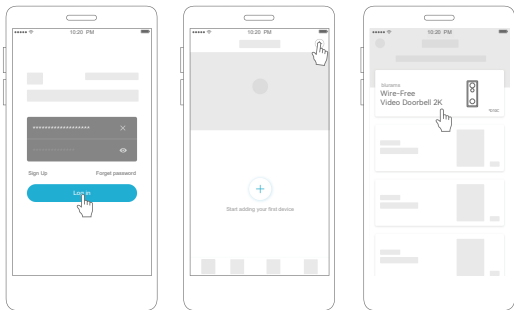 10:20 PM
*******************
Sign Up
Forget password
Log in
10:20 PM
Start adding your first device
10:20 PM
Wire-Free
Video Doorbell 2K